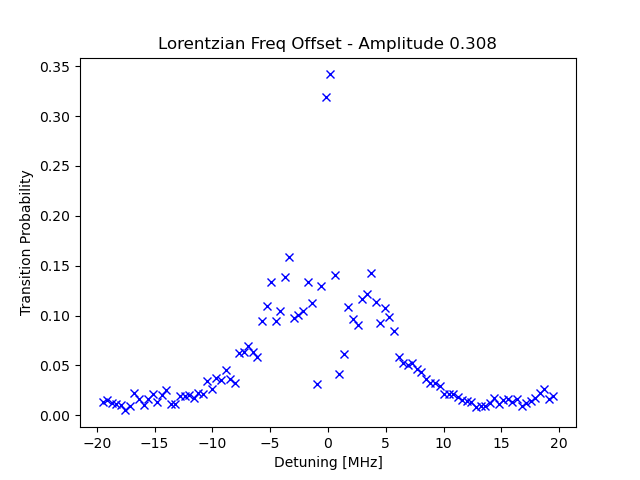 Lorentzian Freq Offset - Amplitude 0.308
Transition Probability
0.35
0.30
0.25
0.20
0.15
0.10
0.05
0.00
−20 −15 −10 −5 0 5 10 15 20
Detuning [MHz]